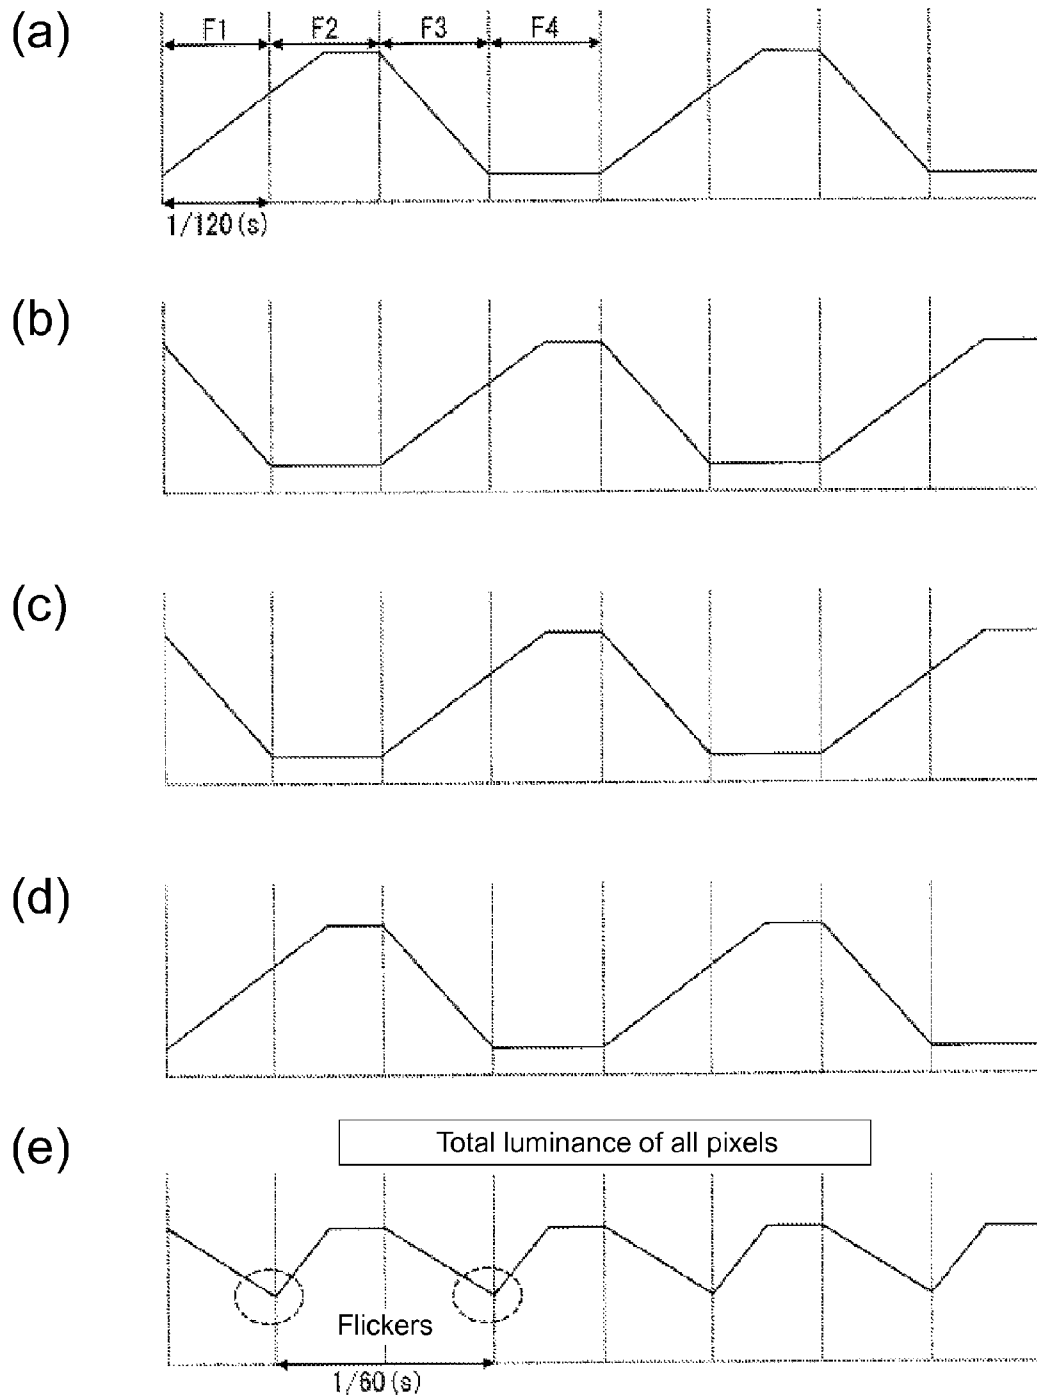 (a)
F1 F2 F3 F4
1/120(s)
(b)
(c)
(d)
(e)
Total luminance of all pixels
Flickers
1/60(s)